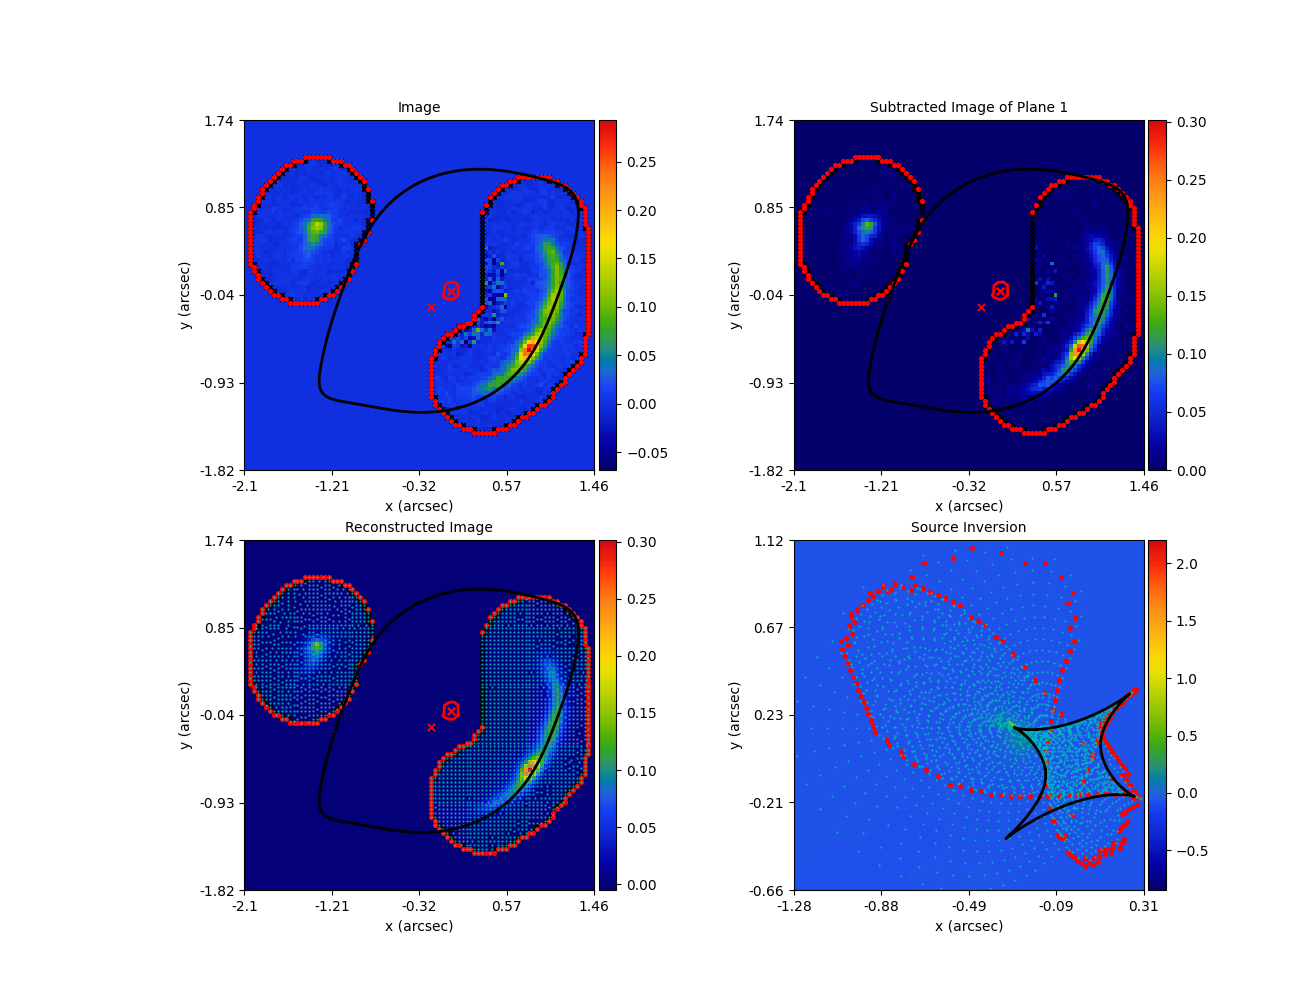 Image
1.74
0.85
-0.04
-0.93
-1.82
-2.1 -1.21 -0.32 0.57 1.46
x (arcsec)
y (arcsec)
0.25
0.20
0.15
0.10
0.05
0.00
−0.05
Subtracted Image of Plane 1
1.74
0.85
-0.04
-0.93
-1.82
-2.1 -1.21 -0.32 0.57 1.46
x (arcsec)
y (arcsec)
0.30
0.25
0.20
0.15
0.10
0.05
0.00
Reconstructed Image
1.74
0.85
-0.04
-0.93
-1.82
-2.1 -1.21 -0.32 0.57 1.46
x (arcsec)
y (arcsec)
0.30
0.25
0.20
0.15
0.10
0.05
0.00
Source Inversion
1.12
0.67
0.23
-0.21
-0.66
-1.28 -0.88 -0.49 -0.09 0.31
x (arcsec)
y (arcsec)
2.0
1.5
1.0
0.5
0.0
−0.5